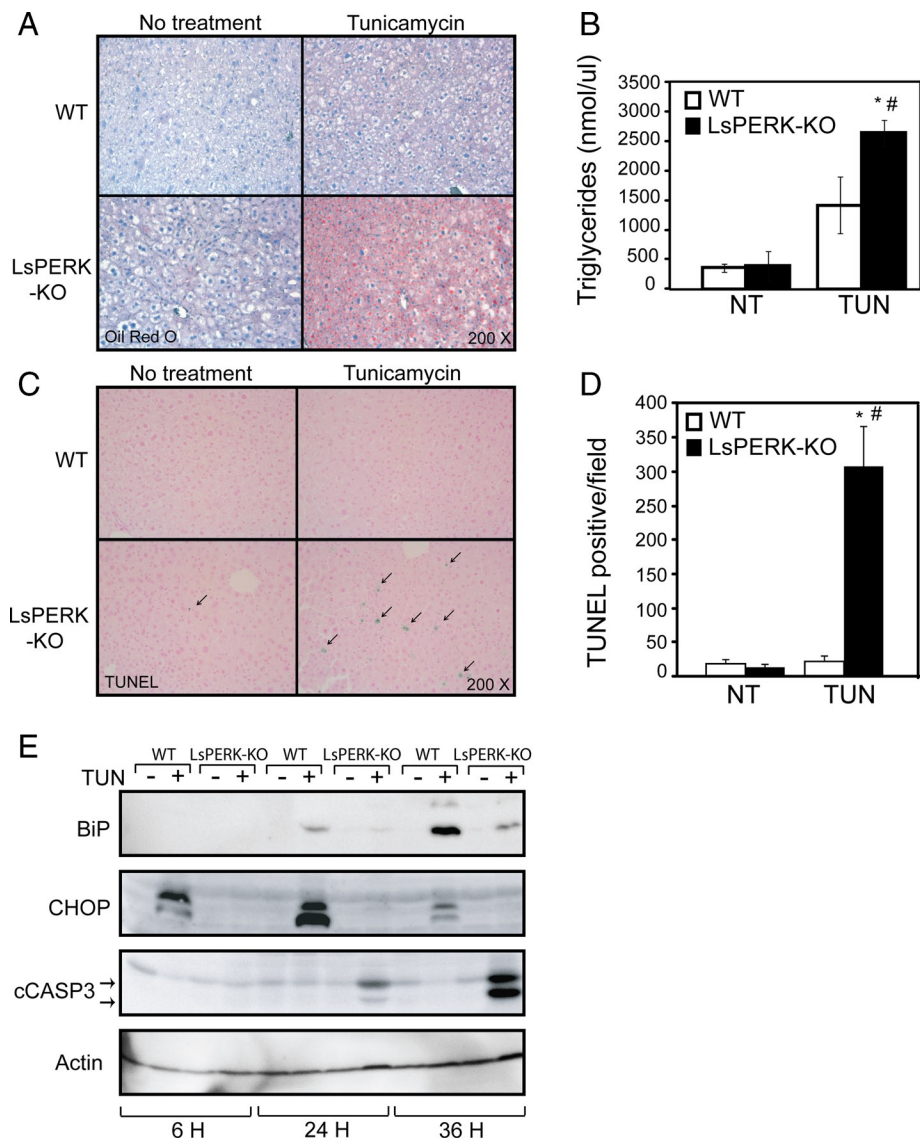 A
No treatment Tunicamycin
WT
LsPERK
-KO
Oil Red O
200 X
B
Triglycerides (nmol/ul)
3500
3000
2500
2000
1500
1000
500
0
WT
LsPERK-KO
* #
NT TUN
C
No treatment Tunicamycin
WT
LsPERK
-KO
TUNEL
200 X
D
TUNEL positive/field
400
350
300
250
200
150
100
50
0
WT
LsPERK-KO
* #
NT TUN
E
WT LsPERK-KO WT LsPERK-KO WT LsPERK-KO
TUN - + - + - + - + - + - +
BiP
CHOP
cCASP3
Actin
6 H 24 H 36 H